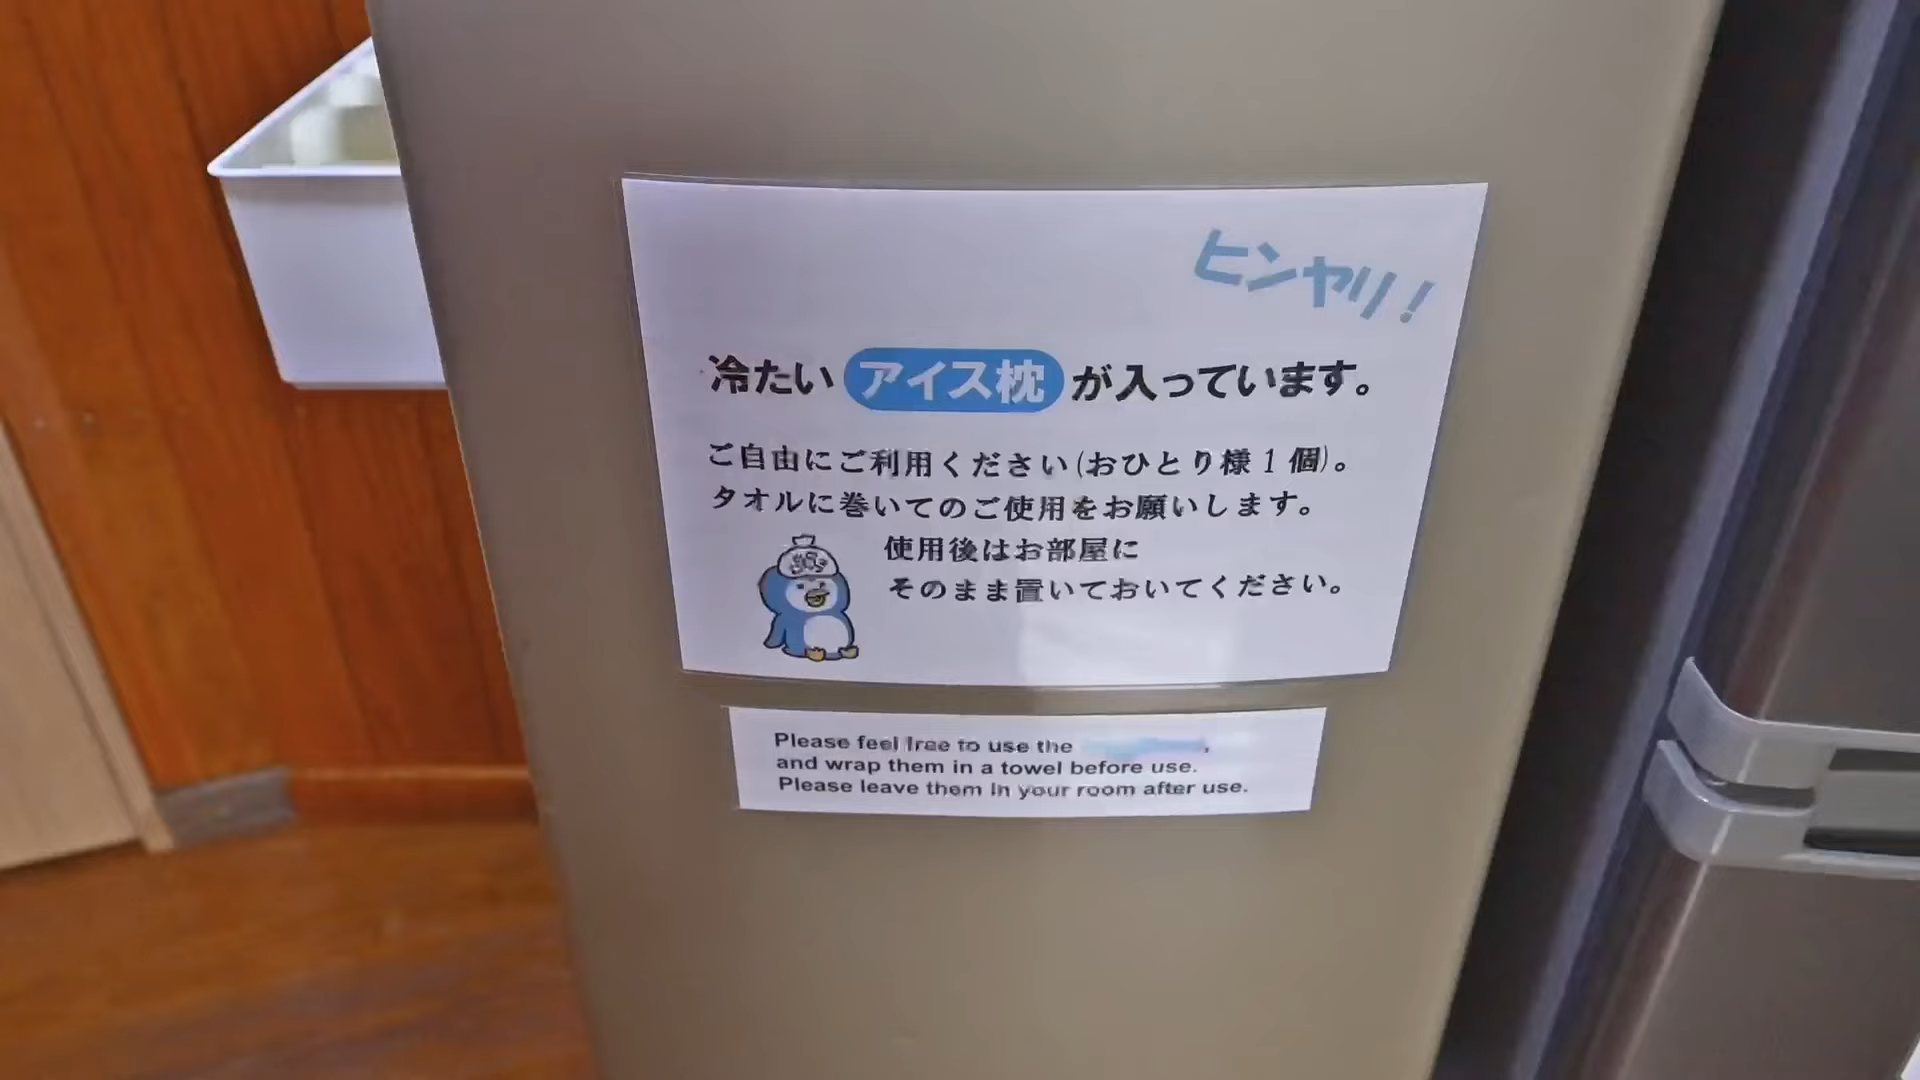 ヒンヤリ!
冷たいアイス枕が入っています。
ご自由にご利用ください(おひとり様1個)。
タオルに巻いてのご使用をお願いします。
使用後はお部屋に
そのまま置いておいてください。
Please feel free to use the
and wrap them in a towel before use.
Please leave them in your room after use.